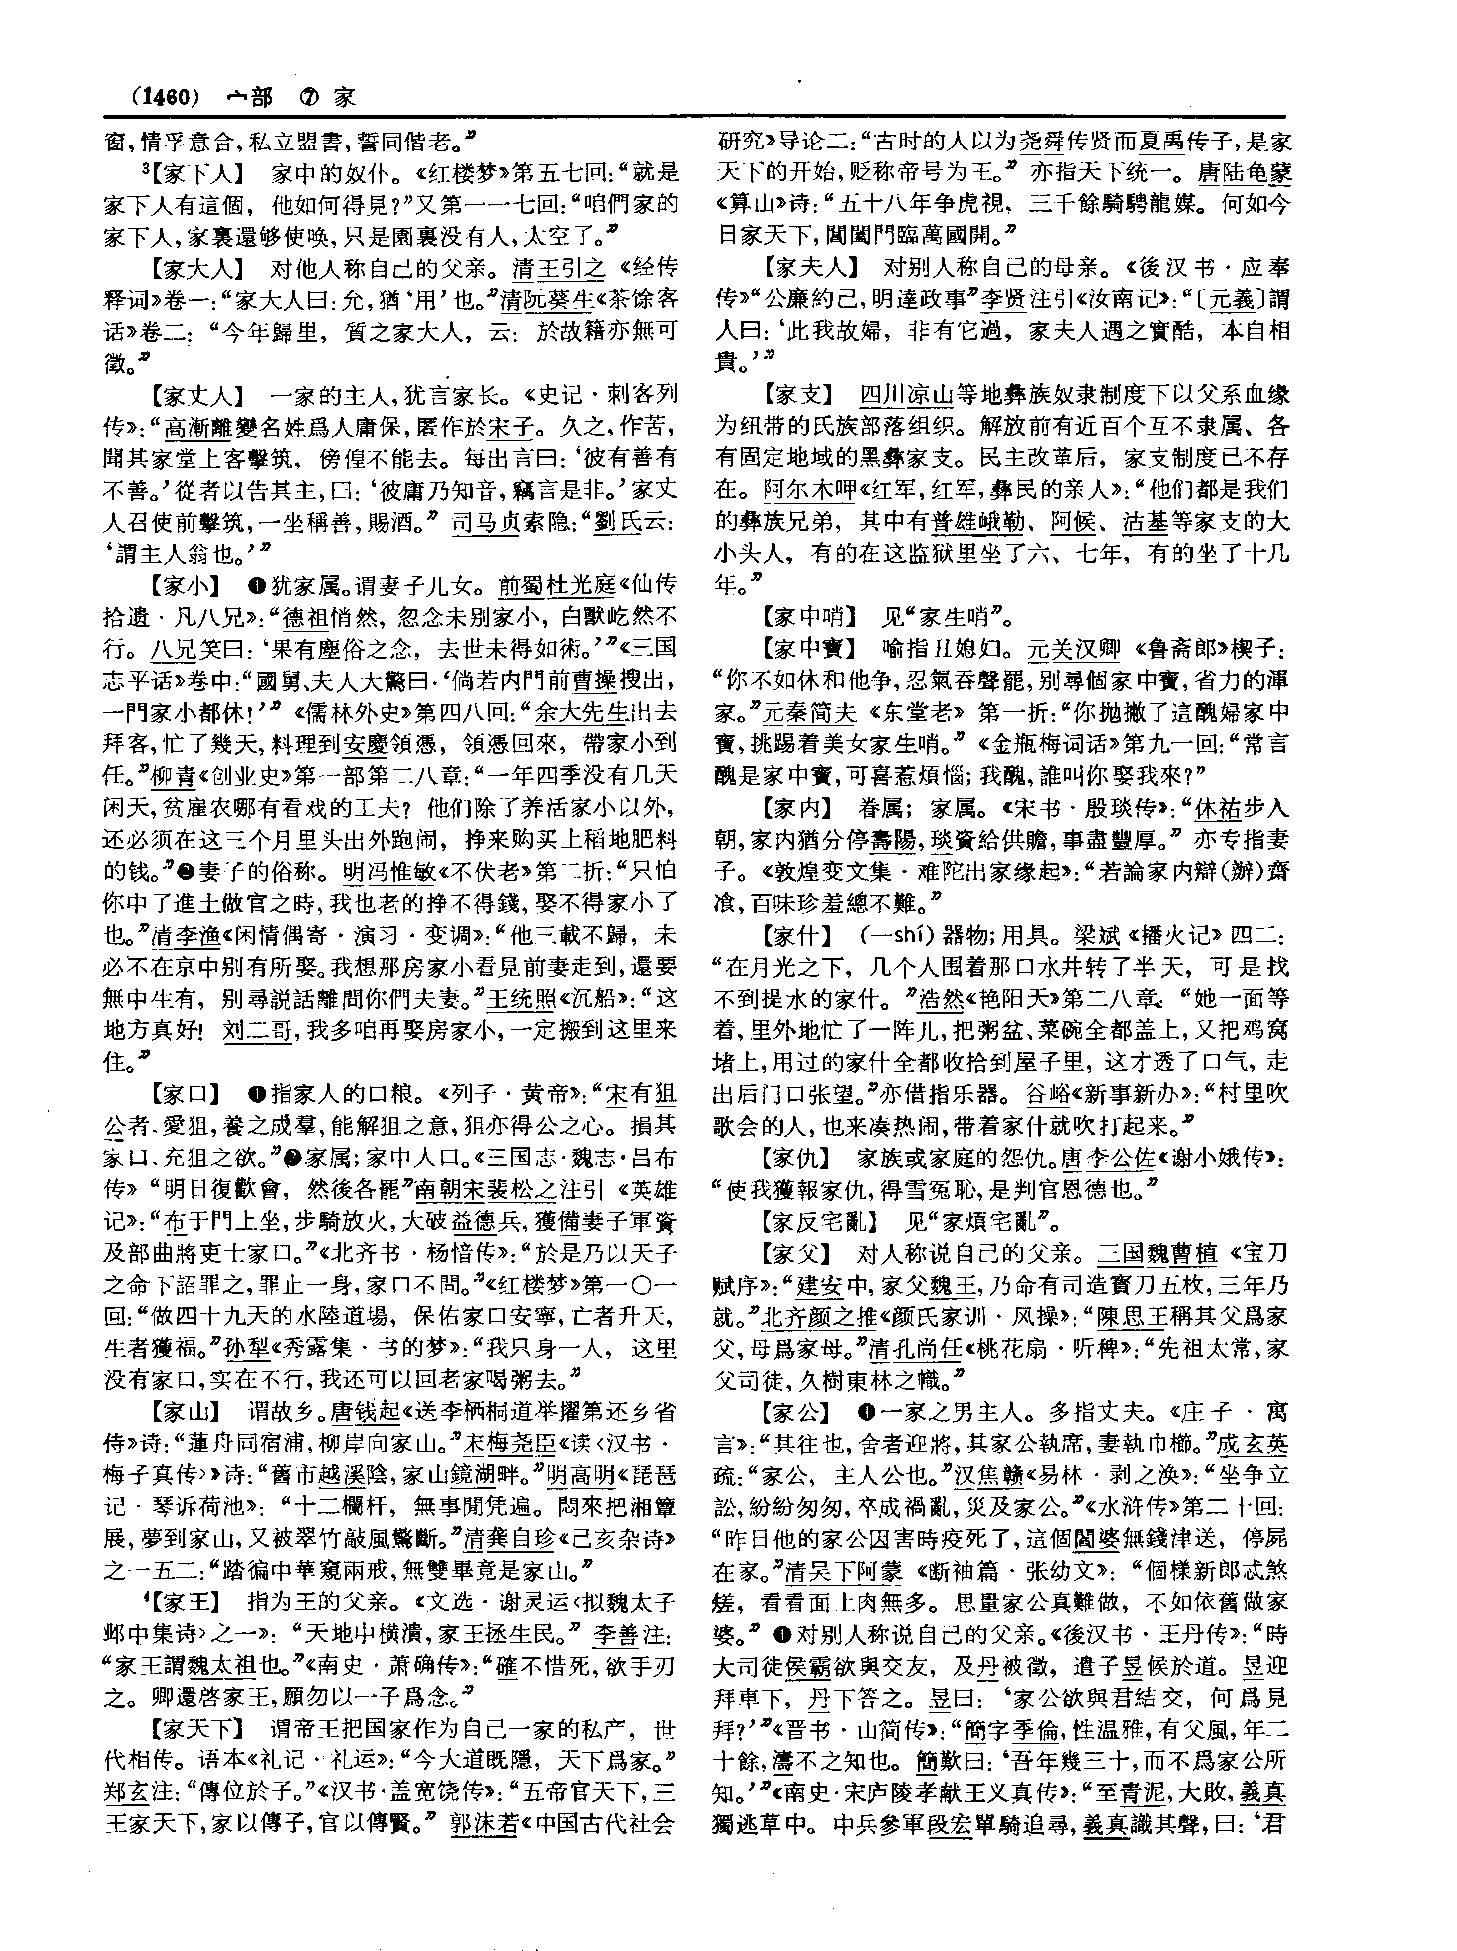 (1460) 宀部 ⑦ 家
窗，情孚意合，私立盟書，誓同偕老。”
³【家下人】 家中的奴仆。《红楼梦》第五七回：“就是
家下人有這個，他如何得見？”又第一一七回：“咱們家的
家下人，家裏還够使唤，只是園裏没有人，太空了。”
【家大人】 对他人称自己的父亲。清王引之《经传
释词》卷一：“家大人曰：允，猶‘用’也。”清阮葵生《茶馀客
话》卷二：“今年歸里，質之家大人，云：於故籍亦無可
徵。”
【家丈人】 一家的主人，犹言家长。《史记·刺客列
传》：“高漸離變名姓爲人庸保，匿作於宋子。久之，作苦，
聞其家堂上客擊筑，傍偟不能去。每出言曰：‘彼有善有
不善。’從者以告其主，曰：‘彼庸乃知音，竊言是非。’家丈
人召使前擊筑，一坐稱善，賜酒。”司马贞索隐：“劉氏云：
‘謂主人翁也。’”
【家小】 ❶犹家属。谓妻子儿女。前蜀杜光庭《仙传
拾遗·凡八兄》：“德祖悄然，忽念未别家小，白獸屹然不
行。八兄笑曰：‘果有塵俗之念，去世未得如術。’”《三国
志平话》卷中：“國舅、夫人大驚曰：‘倘若内門前曹操搜出，
一門家小都休！’”《儒林外史》第四八回：“余大先生出去
拜客，忙了幾天，料理到安慶領憑，領憑回來，帶家小到
任。”柳青《创业史》第一部第二八章：“一年四季没有几天
闲天，贫雇农哪有看戏的工夫？他们除了养活家小以外，
还必须在这三个月里头出外跑闹，挣来购买上稻地肥料
的钱。”❷妻子的俗称。明冯惟敏《不伏老》第二折：“只怕
你中了進士做官之時，我也老的挣不得錢，娶不得家小了
也。”清李渔《闲情偶寄·演习·变调》：“他三載不歸，未
必不在京中别有所娶。我想那房家小看見前妻走到，還要
無中生有，别尋説話離間你們夫妻。”王统照《沉船》：“这
地方真好！刘二哥，我多咱再娶房家小，一定搬到这里来
住。”
【家口】 ❶指家人的口粮。《列子·黄帝》：“宋有狙
公者，愛狙，養之成羣，能解狙之意，狙亦得公之心。損其
家口、充狙之欲。”❷家属；家中人口。《三国志·魏志·吕布
传》“明日復歡會，然後各罷”南朝宋裴松之注引《英雄
记》：“布于門上坐，步騎放火，大破益德兵，獲備妻子軍資
及部曲將吏士家口。”《北齐书·杨愔传》：“於是乃以天子
之命下詔罪之，罪止一身，家口不問。”《红楼梦》第一〇一
回：“做四十九天的水陸道場，保佑家口安寧，亡者升天，
生者獲福。”孙犁《秀露集·书的梦》：“我只身一人，这里
没有家口，实在不行，我还可以回老家喝粥去。”
【家山】 谓故乡。唐钱起《送李栖桐道举擢第还乡省
侍》诗：“蓮舟同宿浦，柳岸向家山。”宋梅尧臣《读〈汉书·
梅子真传〉》诗：“舊市越溪陰，家山鏡湖畔。”明高明《琵琶
记·琴诉荷池》：“十二欄杆，無事閒凭遍。悶來把湘簟
展，夢到家山，又被翠竹敲風驚斷。”清龚自珍《己亥杂诗》
之一五二：“踏徧中華窺兩戒，無雙畢竟是家山。”
⁴【家王】 指为王的父亲。《文选·谢灵运〈拟魏太子
邺中集诗〉之一》：“天地中横潰，家王拯生民。”李善注：
“家王謂魏太祖也。”《南史·萧确传》：“確不惜死，欲手刃
之。卿還啓家王，願勿以一子爲念。”
【家天下】 谓帝王把国家作为自己一家的私产，世
代相传。语本《礼记·礼运》：“今大道既隱，天下爲家。”
郑玄注：“傳位於子。”《汉书·盖宽饶传》：“五帝官天下，三
王家天下，家以傳子，官以傳賢。”郭沫若《中国古代社会
研究》导论二：“古时的人以为尧舜传贤而夏禹传子，是家
天下的开始，贬称帝号为王。”亦指天下统一。唐陆龟蒙
《算山》诗：“五十八年争虎視，三千餘騎騁龍媒。何如今
日家天下，閶闔門臨萬國開。”
【家夫人】 对别人称自己的母亲。《後汉书·应奉
传》“公廉約己，明達政事”李贤注引《汝南记》：“〔元義〕謂
人曰：‘此我故婦，非有它過，家夫人遇之實酷，本自相
貴。’”
【家支】 四川凉山等地彝族奴隶制度下以父系血缘
为纽带的氏族部落组织。解放前有近百个互不隶属、各
有固定地域的黑彝家支。民主改革后，家支制度已不存
在。阿尔木呷《红军，红军，彝民的亲人》：“他们都是我们
的彝族兄弟，其中有普雄峨勒、阿候、沽基等家支的大
小头人，有的在这监狱里坐了六、七年，有的坐了十几
年。”
【家中哨】 见“家生哨”。
【家中寶】 喻指丑媳妇。元关汉卿《鲁斋郎》楔子：
“你不如休和他争，忍氣吞聲罷，别尋個家中寶，省力的渾
家。”元秦简夫《东堂老》第一折：“你抛撇了這醜婦家中
寶，挑踢着美女家生哨。”《金瓶梅词话》第九一回：“常言
醜是家中寶，可喜惹煩惱；我醜，誰叫你娶我來？”
【家内】 眷属；家属。《宋书·殷琰传》：“休祐步入
朝，家内猶分停壽陽，琰資給供贍，事盡豐厚。”亦专指妻
子。《敦煌变文集·难陀出家缘起》：“若論家内辯（辦）齋
飡，百味珍羞總不難。”
【家什】 （—shí）器物；用具。梁斌《播火记》四二：
“在月光之下，几个人围着那口水井转了半天，可是找
不到提水的家什。”浩然《艳阳天》第二八章：“她一面等
着，里外地忙了一阵儿，把粥盆、菜碗全都盖上，又把鸡窝
堵上，用过的家什全都收拾到屋子里，这才透了口气，走
出后门口张望。”亦借指乐器。谷峪《新事新办》：“村里吹
歌会的人，也来凑热闹，带着家什就吹打起来。”
【家仇】 家族或家庭的怨仇。唐李公佐《谢小娥传》：
“使我獲報家仇，得雪冤恥，是判官恩德也。”
【家反宅亂】 见“家煩宅亂”。
【家父】 对人称说自己的父亲。三国魏曹植《宝刀
赋序》：“建安中，家父魏王，乃命有司造寶刀五枚，三年乃
就。”北齐颜之推《颜氏家训·风操》：“陳思王稱其父爲家
父，母爲家母。”清孔尚任《桃花扇·听稗》：“先祖太常，家
父司徒，久樹東林之幟。”
【家公】 ❶一家之男主人。多指丈夫。《庄子·寓
言》：“其往也，舍者迎將，其家公執席，妻執巾櫛。”成玄英
疏：“家公，主人公也。”汉焦赣《易林·剥之涣》：“坐争立
訟，紛紛匆匆，卒成禍亂，災及家公。”《水浒传》第二十回：
“昨日他的家公因害時疫死了，這個閻婆無錢津送，停屍
在家。”清吴下阿蒙《断袖篇·张幼文》：“個樣新郎忒煞
嗟，看看面上肉無多。思量家公真難做，不如依舊做家
婆。”❶对别人称说自己的父亲。《後汉书·王丹传》：“時
大司徒侯霸欲與交友，及丹被徵，遣子昱候於道。昱迎
拜車下，丹下答之。昱曰：‘家公欲與君結交，何爲見
拜？’”《晋书·山简传》：“簡字季倫，性温雅，有父風，年二
十餘，濤不之知也。簡歎曰：‘吾年幾三十，而不爲家公所
知。’”《南史·宋庐陵孝献王义真传》：“至青泥，大敗，義真
獨逃草中。中兵參軍段宏單騎追尋，義真識其聲，曰：‘君